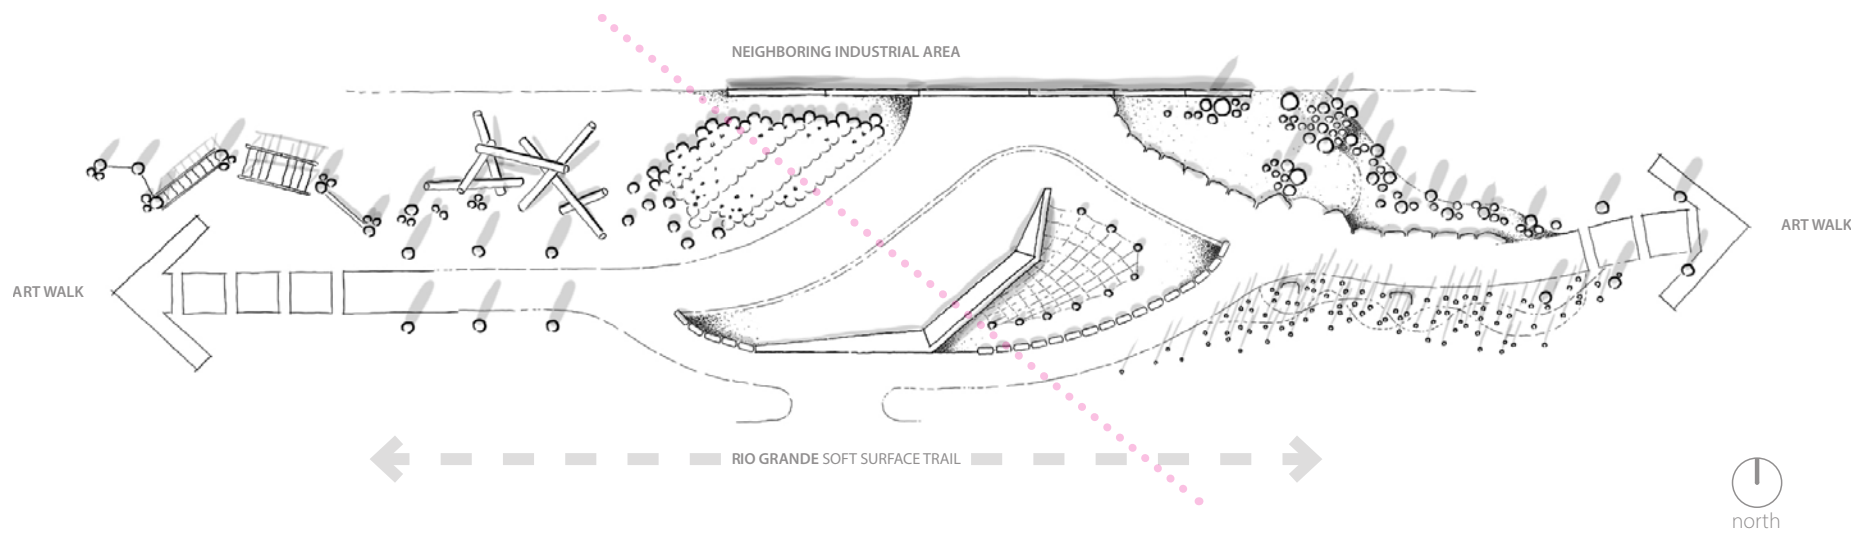 NEIGHBORING INDUSTRIAL AREA
ART WALK
ART WALK
RIO GRANDE SOFT SURFACE TRAIL
north